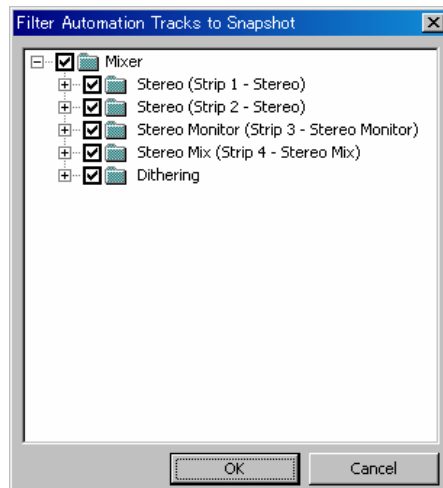 Filter Automation Tracks to Snapshot
Mixer
Stereo (Strip 1 - Stereo)
Stereo (Strip 2 - Stereo)
Stereo Monitor (Strip 3 - Stereo Monitor)
Stereo Mix (Strip 4 - Stereo Mix)
Dithering
OK Cancel